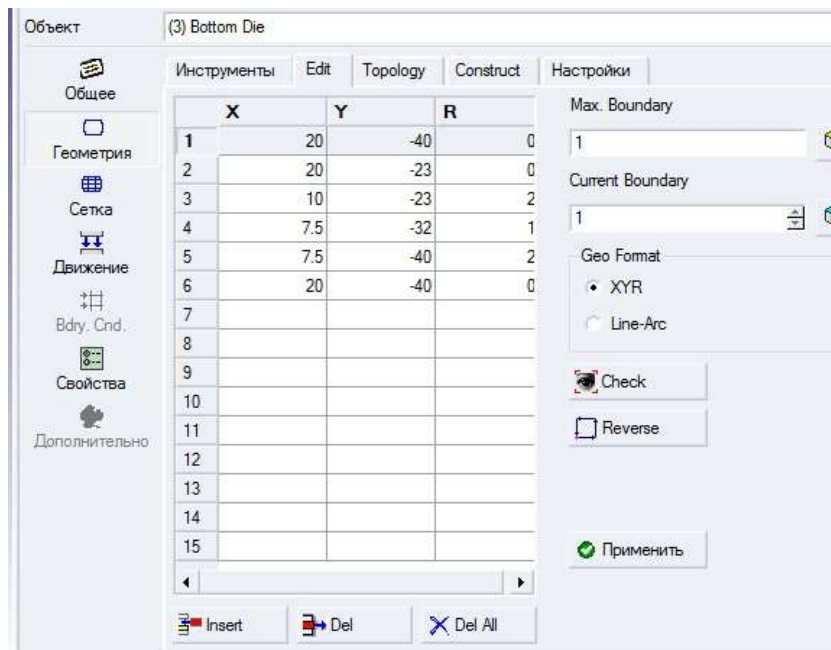 Объект (3) Bottom Die
Общее
Геометрия
Сетка
Движение
Bdry. Cnd.
Свойства
Дополнительно
Инструменты Edit Topology Construct Настройки
X Y R
1 20 -40 0
2 20 -23 0
3 10 -23 2
4 7.5 -32 1
5 7.5 -40 2
6 20 -40 0
7
8
9
10
11
12
13
14
15
Insert Del Del All
Max. Boundary
1
Current Boundary
1
Geo Format
XYR
Line-Arc
Check
Reverse
Применить